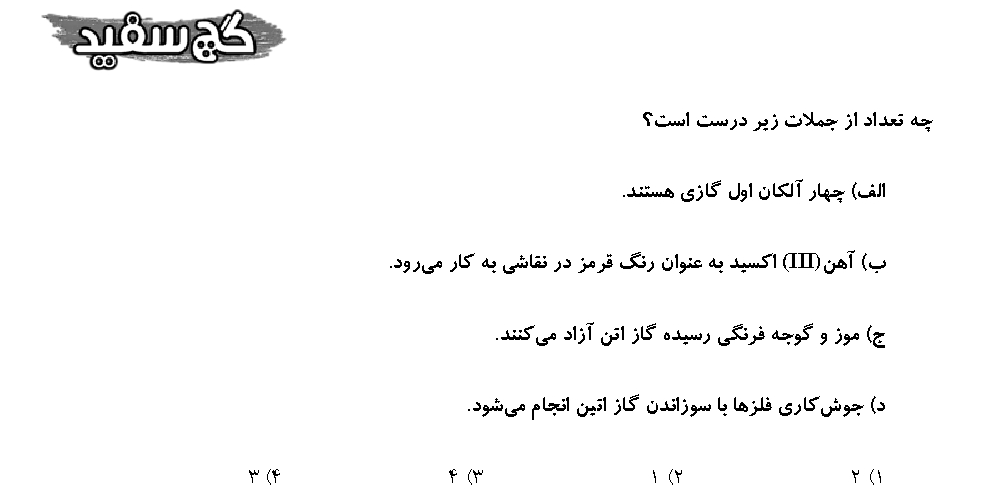 گچ سفید
چه تعداد از جملات زیر درست است؟
الف) چهار آلکان اول گازی هستند.
ب) آهن(III) اکسید به عنوان رنگ قرمز در نقاشی به کار می‌رود.
ج) موز و گوجه فرنگی رسیده گاز اتن آزاد می‌کنند.
د) جوش‌کاری فلزها با سوزاندن گاز اتین انجام می‌شود.
۱) ۲ ۲) ۱ ۳) ۴ ۴) ۳